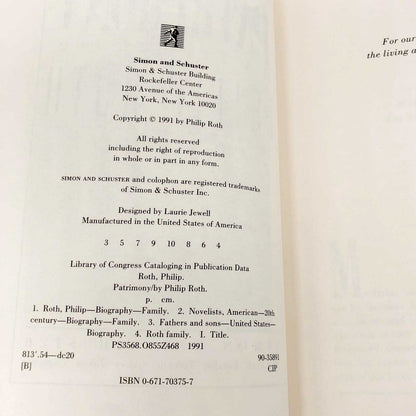 Simon and Schuster
Simon & Schuster Building
Rockefeller Center
1230 Avenue of the Americas
New York, New York 10020
Copyright © 1991 by Philip Roth
All rights reserved
including the right of reproduction
in whole or in part in any form.
SIMON AND SCHUSTER and colophon are registered trademarks
of Simon & Schuster Inc.
Designed by Laurie Jewell
Manufactured in the United States of America
3 5 7 9 10 8 6 4
Library of Congress Cataloging in Publication Data
Roth, Philip.
Patrimony/by Philip Roth.
p. cm.
1. Roth, Philip—Biography—Family. 2. Novelists, American—20th
century—Biography—Family. 3. Fathers and sons—United States—
Biography. 4. Roth family. I. Title.
PS3568.O855Z468 1991
813'.54—dc20 90-35891
[B] CIP
ISBN 0-671-70375-7
For our
the living a